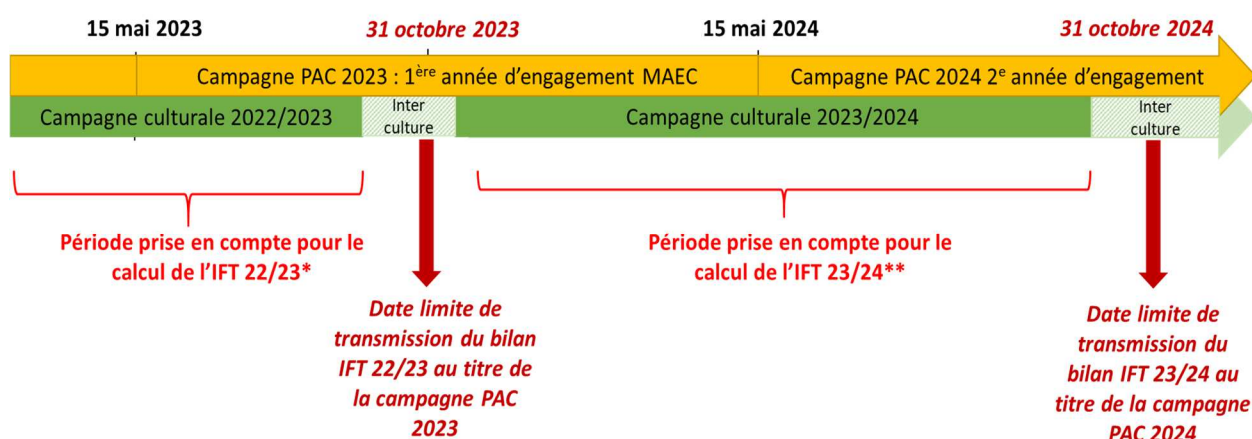 15 mai 2023
31 octobre 2023
15 mai 2024
31 octobre 2024
Campagne PAC 2023 : 1ère année d’engagement MAEC
Campagne PAC 2024 2e année d’engagement
Campagne culturale 2022/2023
Inter
culture
Campagne culturale 2023/2024
Inter
culture
Période prise en compte pour le
calcul de l’IFT 22/23*
Période prise en compte pour le
calcul de l’IFT 23/24**
Date limite de
transmission du bilan
IFT 22/23 au titre de
la campagne PAC
2023
Date limite de
transmission du
bilan IFT 23/24 au
titre de la campagne
PAC 2024